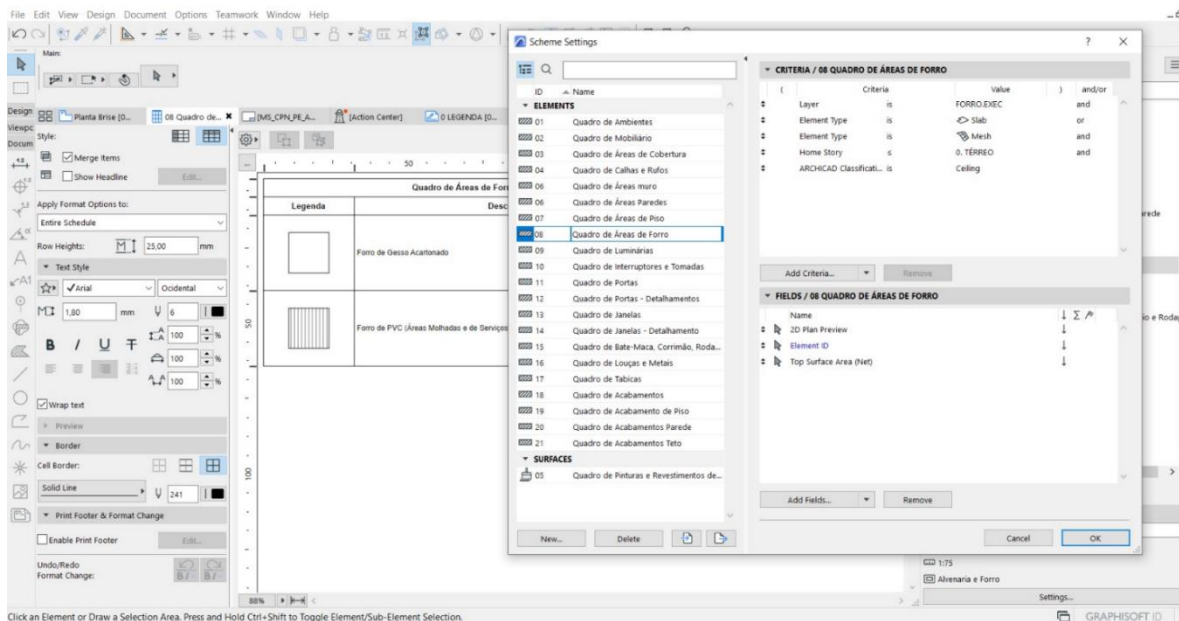 File Edit View Design Document Options Teamwork Window Help
Main:
Design
Viewpc
Docum
Planta Brise [0...
08 Quadro de...
[MS_CPN_PE_A...
[Action Center]
0 LEGENDA [0...
Style:
Merge Items
Show Headline
Edit...
Apply Format Options to:
Entire Schedule
Row Heights:
25,00
mm
Text Style
Arial
Ocidental
1,80
mm
6
100
%
B I U T
100
%
100
%
Wrap text
Preview
Border
Cell Border:
Solid Line
241
Print Footer & Format Change
Enable Print Footer
Edit...
Undo/Redo
Format Change:
50
50
100
Quadro de Áreas de For
Legenda
Desc
Forro de Gesso Acartonado
Forro de PVC (Áreas Molhadas e de Serviços
88%
Scheme Settings
ID Name
ELEMENTS
01 Quadro de Ambientes
02 Quadro de Mobiliário
03 Quadro de Áreas de Cobertura
04 Quadro de Calhas e Rufos
06 Quadro de Áreas muro
06 Quadro de Áreas Paredes
07 Quadro de Áreas de Piso
08 Quadro de Áreas de Forro
09 Quadro de Luminárias
10 Quadro de Interruptores e Tomadas
11 Quadro de Portas
12 Quadro de Portas - Detalhamentos
13 Quadro de Janelas
14 Quadro de Janelas - Detalhamento
15 Quadro de Bate-Maca, Corrimão, Roda...
16 Quadro de Louças e Metais
17 Quadro de Tabicas
18 Quadro de Acabamentos
19 Quadro de Acabamento de Piso
20 Quadro de Acabamentos Parede
21 Quadro de Acabamentos Teto
SURFACES
05 Quadro de Pinturas e Revestimentos de...
New...
Delete
CRITERIA / 08 QUADRO DE ÁREAS DE FORRO
( Criteria Value ) and/or
Layer is FORRO.EXEC and
Element Type is Slab or
Element Type is Mesh and
Home Story ≤ 0. TÉRREO and
ARCHICAD Classificati... is Ceiling
Add Criteria...
Remove
FIELDS / 08 QUADRO DE ÁREAS DE FORRO
Name
2D Plan Preview
Element ID
Top Surface Area (Net)
Add Fields...
Remove
Cancel
OK
arede
io e Rodap
1:75
Alvenaria e Forro
Settings...
Click an Element or Draw a Selection Area. Press and Hold Ctrl+Shift to Toggle Element/Sub-Element Selection.
GRAPHISOFT ID